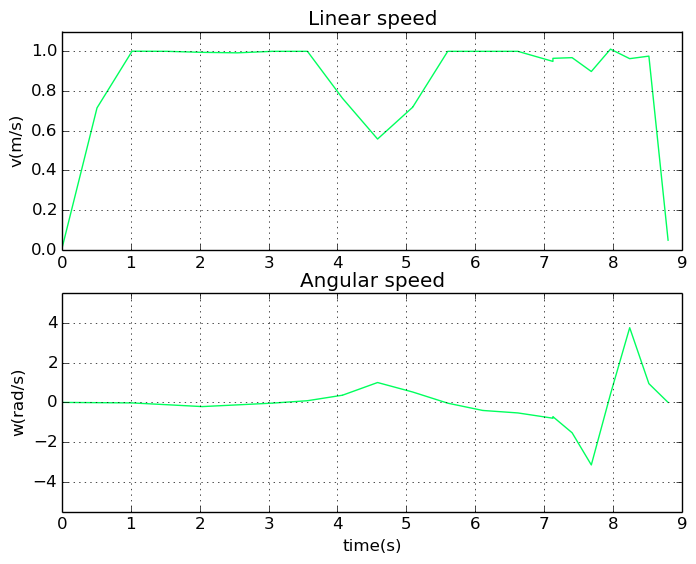 Linear speed
v(m/s)
1.0
0.8
0.6
0.4
0.2
0.0
0 1 2 3 4 5 6 7 8 9
Angular speed
w(rad/s)
4
2
0
−2
−4
0 1 2 3 4 5 6 7 8 9
time(s)